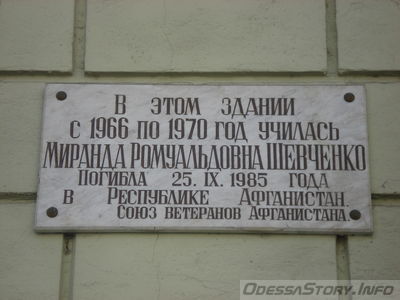 В ЭТОМ ЗДАНИИ
С 1966 ПО 1970 ГОД УЧИЛАСЬ
МИРАНДА РОМУАЛЬДОВНА ШЕВЧЕНКО
ПОГИБЛА 25. IX. 1985 ГОДА
В РЕСПУБЛИКЕ АФГАНИСТАН.
СОЮЗ ВЕТЕРАНОВ АФГАНИСТАНА
OdessaStory.Info